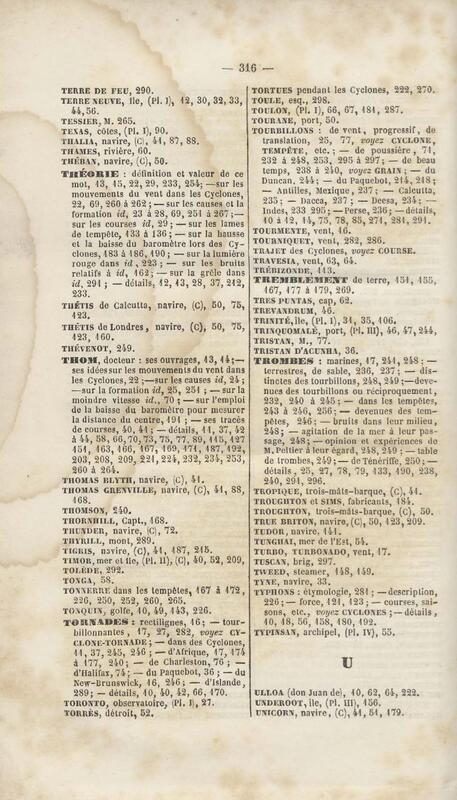 — 316 —
TERRE DE FEU, 290.
TERRE NEUVE, île, (Pl. I), 12, 30, 32, 33,
44, 56.
TESSIER, M. 265.
TEXAS, côtes, (Pl. I), 90.
THALIA, navire, (C), 41, 87, 88.
THAMES, rivière, 60.
THÉBAN, navire, (C), 50.
THÉORIE : définition et valeur de ce
mot, 13, 15, 22, 29, 233, 254; — sur les
mouvements du vent dans les Cyclones,
22, 69, 260 à 262; — sur les causes et la
formation id, 23 à 28, 69, 251 à 267; —
sur les courses id, 29; — sur les lames
de tempête, 133 à 136; — sur la hausse
et la baisse du baromètre lors des Cy-
clones, 183 à 186, 190; — sur la lumière
rouge dans id, 223; — sur les bruits
relatifs à id, 162; — sur la grêle dans
id, 291; — détails, 12, 43, 28, 37, 212,
233.
THÉTIS de Calcutta, navire, (C), 50, 75,
123.
THÉTIS de Londres, navire, (C), 50, 75,
123, 160.
THÉVENOT, 249.
THOM, docteur : ses ouvrages, 13, 14; —
ses idées sur les mouvements du vent dans
les Cyclones, 22; — sur les causes id, 24;
— sur la formation id, 25, 251; — sur la
moindre vitesse id., 70; — sur l'emploi
de la baisse du baromètre pour mesurer
la distance du centre, 191; — ses tracés
de courses, 40, 41; — détails, 11, 37, 42
à 44, 58, 66, 70, 73, 75, 77, 89, 115, 127
151, 163, 166, 167, 169, 171, 187, 192,
203, 208, 209, 221, 224, 232, 234, 253,
260 à 264.
THOMAS BLYTH, navire, (C), 41.
THOMAS GRENVILLE, navire, (C), 41, 88,
168.
THOMSON, 240.
THORNHILL, Capt., 168.
THUNDER, navire, (C), 72.
THYRILL, mont, 289.
TIGRIS, navire, (C), 41, 187, 215.
TIMOR, mer et île, (Pl. II), (C), 40, 52, 209,
TOLÈDE, 292.
TONGA, 58.
TONNERRE dans les tempêtes, 167 à 172,
226, 250, 252, 260, 265.
TONQUIN, golfe, 40, 49, 143, 226.
TORNADES : rectilignes, 16; — tour-
billonnantes, 17, 27, 282, voyez CY-
CLONE-TORNADE; — dans des Cyclones,
11, 37, 245, 246; — d'Afrique, 17, 174
à 177, 240; — de Charleston, 76; —
d'Halifax, 74; — du Paquebot, 36; — du
New-Brunswick, 16, 246; — d'Islande,
289; — détails, 40, 40, 42, 66, 170.
TORONTO, observatoire, (Pl. I), 27.
TORRÈS, détroit, 52.
TORTUES pendant les Cyclones, 222, 270.
TOULE, esq., 298.
TOULON, (Pl. I), 66, 67, 181, 287.
TOURANE, port, 50.
TOURBILLONS : de vent, progressif, de
translation, 25, 77, voyez CYCLONE,
TEMPÊTE, etc.; — de poussière, 71,
232 à 248, 253, 295 à 297; — de beau
temps, 238 à 240, voyez GRAIN; — du
Duncan, 244; — du Paquebot, 244, 248;
— Antilles, Mexique, 237; — Calcutta,
235; — Dacca, 237; — Deesa, 234; —
Indes, 233 295; — Perse, 236; — détails,
40 à 12, 14, 75, 78, 85, 271, 281, 291.
TOURMENTE, vent, 16.
TOURNIQUET, vent, 282, 286.
TRAJET des Cyclones, voyez COURSE.
TRAVESIA, vent, 63, 64.
TRÉBIZONDE, 113.
TREMBLEMENT de terre, 151, 155,
167, 177 à 179, 269.
TRES PUNTAS, cap, 62.
TREVANDRUM, 46.
TRINITÉ, île, (Pl. I), 31, 35, 106.
TRINQUOMALÉ, port, (Pl. III), 46, 47, 244,
TRISTAN, M., 77.
TRISTAN D'ACUNHA, 36.
TROMBES : marines, 17, 241, 248; —
terrestres, de sable, 236, 237; — dis-
tinctes des tourbillons, 248, 249; — deve-
nues des tourbillons ou réciproquement,
232, 240 à 245; — dans les tempêtes,
243 à 246, 256; — devenues des tem-
pêtes, 246; — bruits dans leur milieu,
248; — agitation de la mer à leur pas-
sage, 248; — opinion et expériences de
M. Peltier à leur égard, 248, 249; — table
de trombes, 249; — de Ténériffe, 250; —
détails, 25, 27, 78, 79, 133, 190, 238,
240, 291, 296.
TROPIQUE, trois-mâts-barque, (C), 41.
TROUGHTON et SIMS, fabricants, 184.
TROUGHTON, trois-mâts-barque, (C), 50.
TRUE BRITON, navire, (C), 50, 123, 209.
TUDOR, navire, 141.
TUNGHAI, mer de l'Est, 54.
TURBO, TURBONADO, vent, 17.
TUSCAN, brig, 297.
TWEED, steamer, 148, 149.
TYNE, navire, 33.
TYPHONS : étymologie, 281; — description,
226; — force, 121, 123; — courses, sai-
sons, etc., voyez CYCLONES; — détails,
10, 48, 56, 158, 180, 192.
TYPINSAN, archipel, (Pl. IV), 55.
U
ULLOA (don Juan de), 40, 62, 64, 222.
UNDEROOT, île, (Pl. III), 156.
UNICORN, navire, (C), 41, 51, 179.